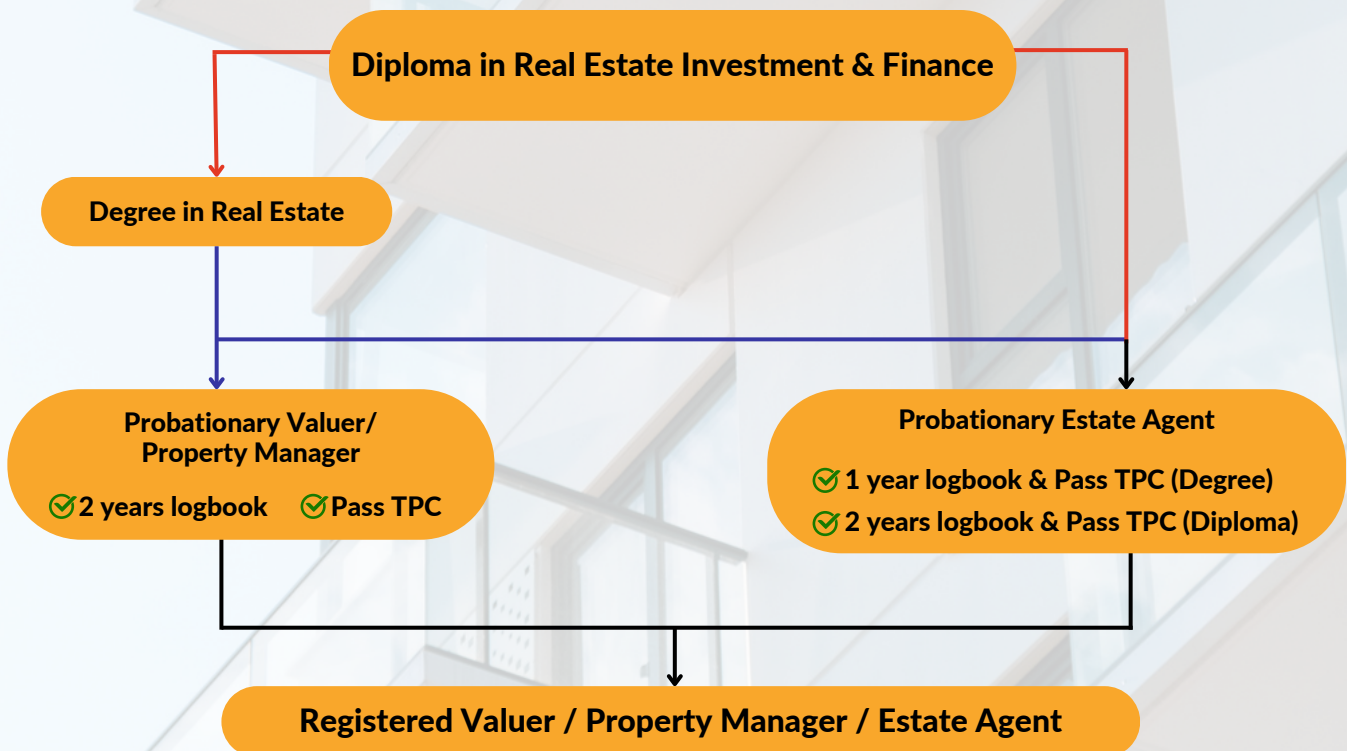 Diploma in Real Estate Investment & Finance
Degree in Real Estate
Probationary Valuer/
Property Manager
2 years logbook Pass TPC
Probationary Estate Agent
1 year logbook & Pass TPC (Degree)
2 years logbook & Pass TPC (Diploma)
Registered Valuer / Property Manager / Estate Agent